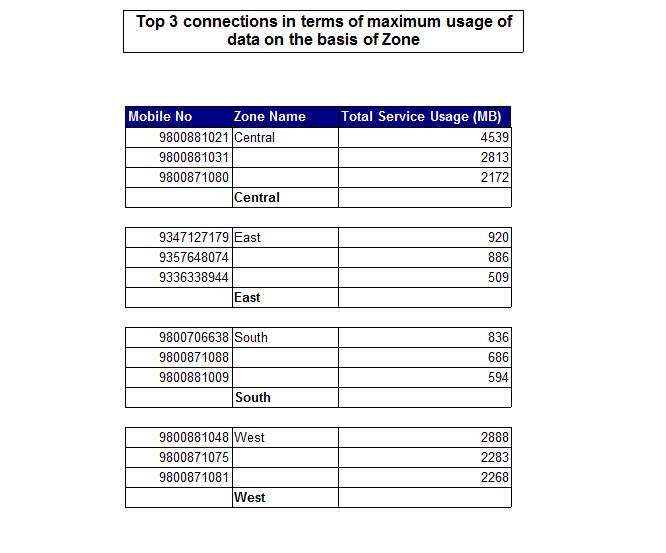 Top 3 connections in terms of maximum usage of
data on the basis of Zone
Mobile No Zone Name Total Service Usage (MB)
9800881021 Central 4539
9800881031 2813
9800871080 2172
Central
9347127179 East 920
9357648074 886
9336338944 509
East
9800706638 South 836
9800871088 686
9800881009 594
South
9800881048 West 2888
9800871075 2283
9800871081 2268
West